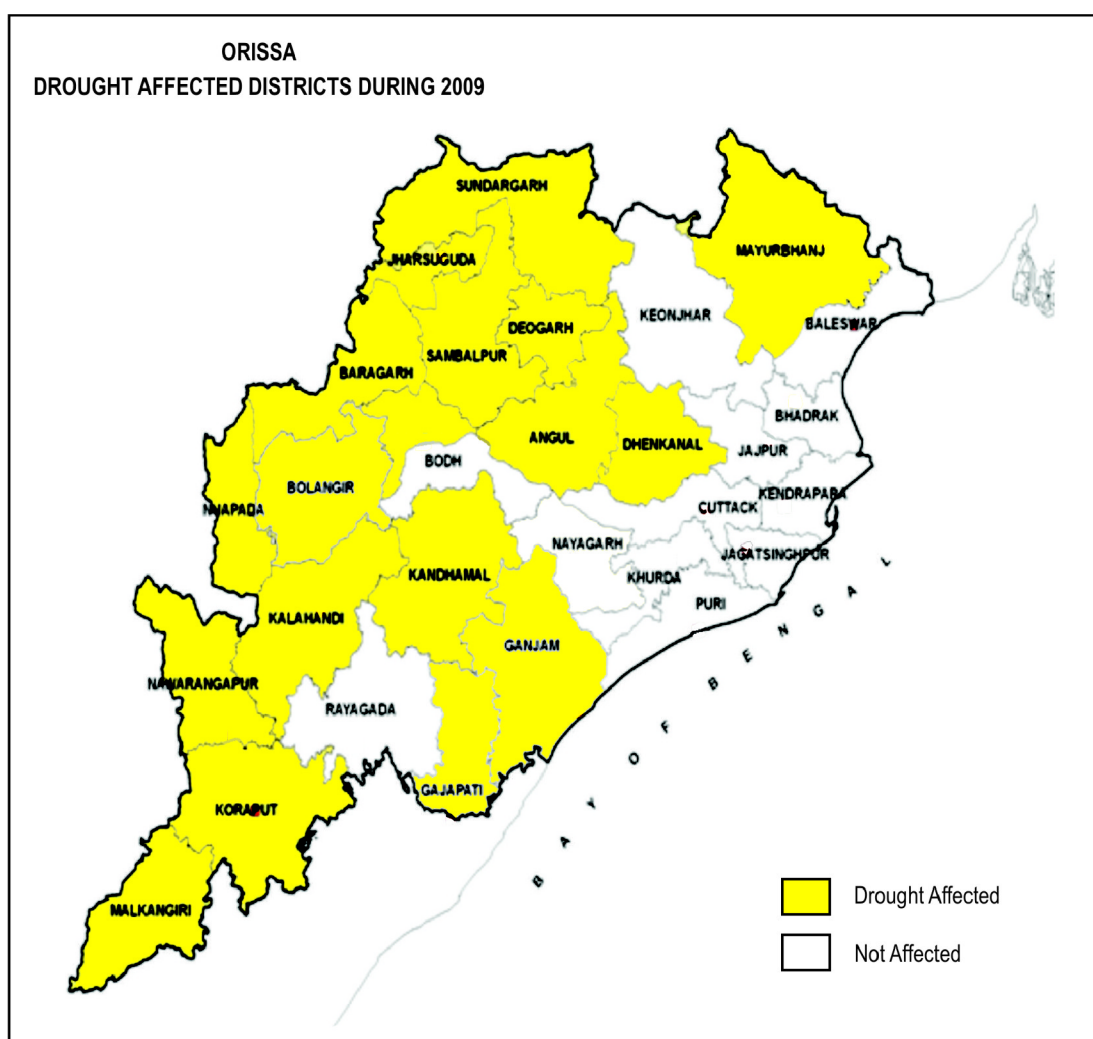 ORISSA
DROUGHT AFFECTED DISTRICTS DURING 2009
SUNDARGARH
MAYURBHANJ
JHARSUGUDA
KEONJHAR
BALESWAR
DEOGARH
SAMBALPUR
BARAGARH
BHADRAK
ANGUL
DHENKANAL
JAJPUR
BODH
BOLANGIR
KENDRAPARA
CUTTACK
NUAPADA
NAYAGARH
JAGATSINGHPUR
KANDHAMAL
KHURDA
PURI
KALAHANDI
GANJAM
NAWARANGAPUR
RAYAGADA
BAY OF BENGAL
GAJAPATI
KORAPUT
MALKANGIRI
Drought Affected
Not Affected